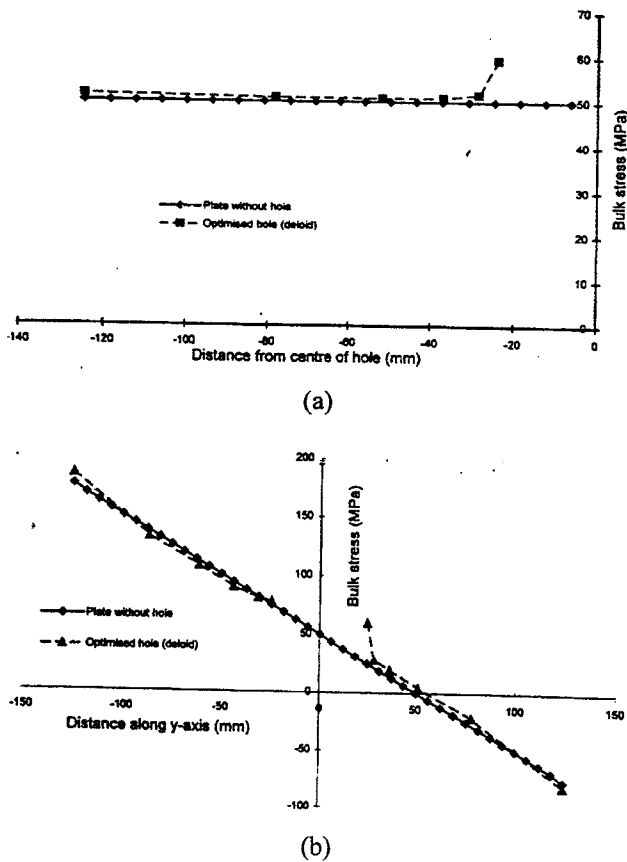 70
60
50
40
30
20
10
0
Bulk stress (MPa)
Plate without hole
Optimised hole (deloid)
-140 -120 -100 -80 -60 -40 -20 0
Distance from centre of hole (mm)
(a)
200
150
100
50
0
-50
-100
Bulk stress (MPa)
Plate without hole
Optimised hole (deloid)
-150 -100 -50 0 50 100 150
Distance along y-axis (mm)
(b)